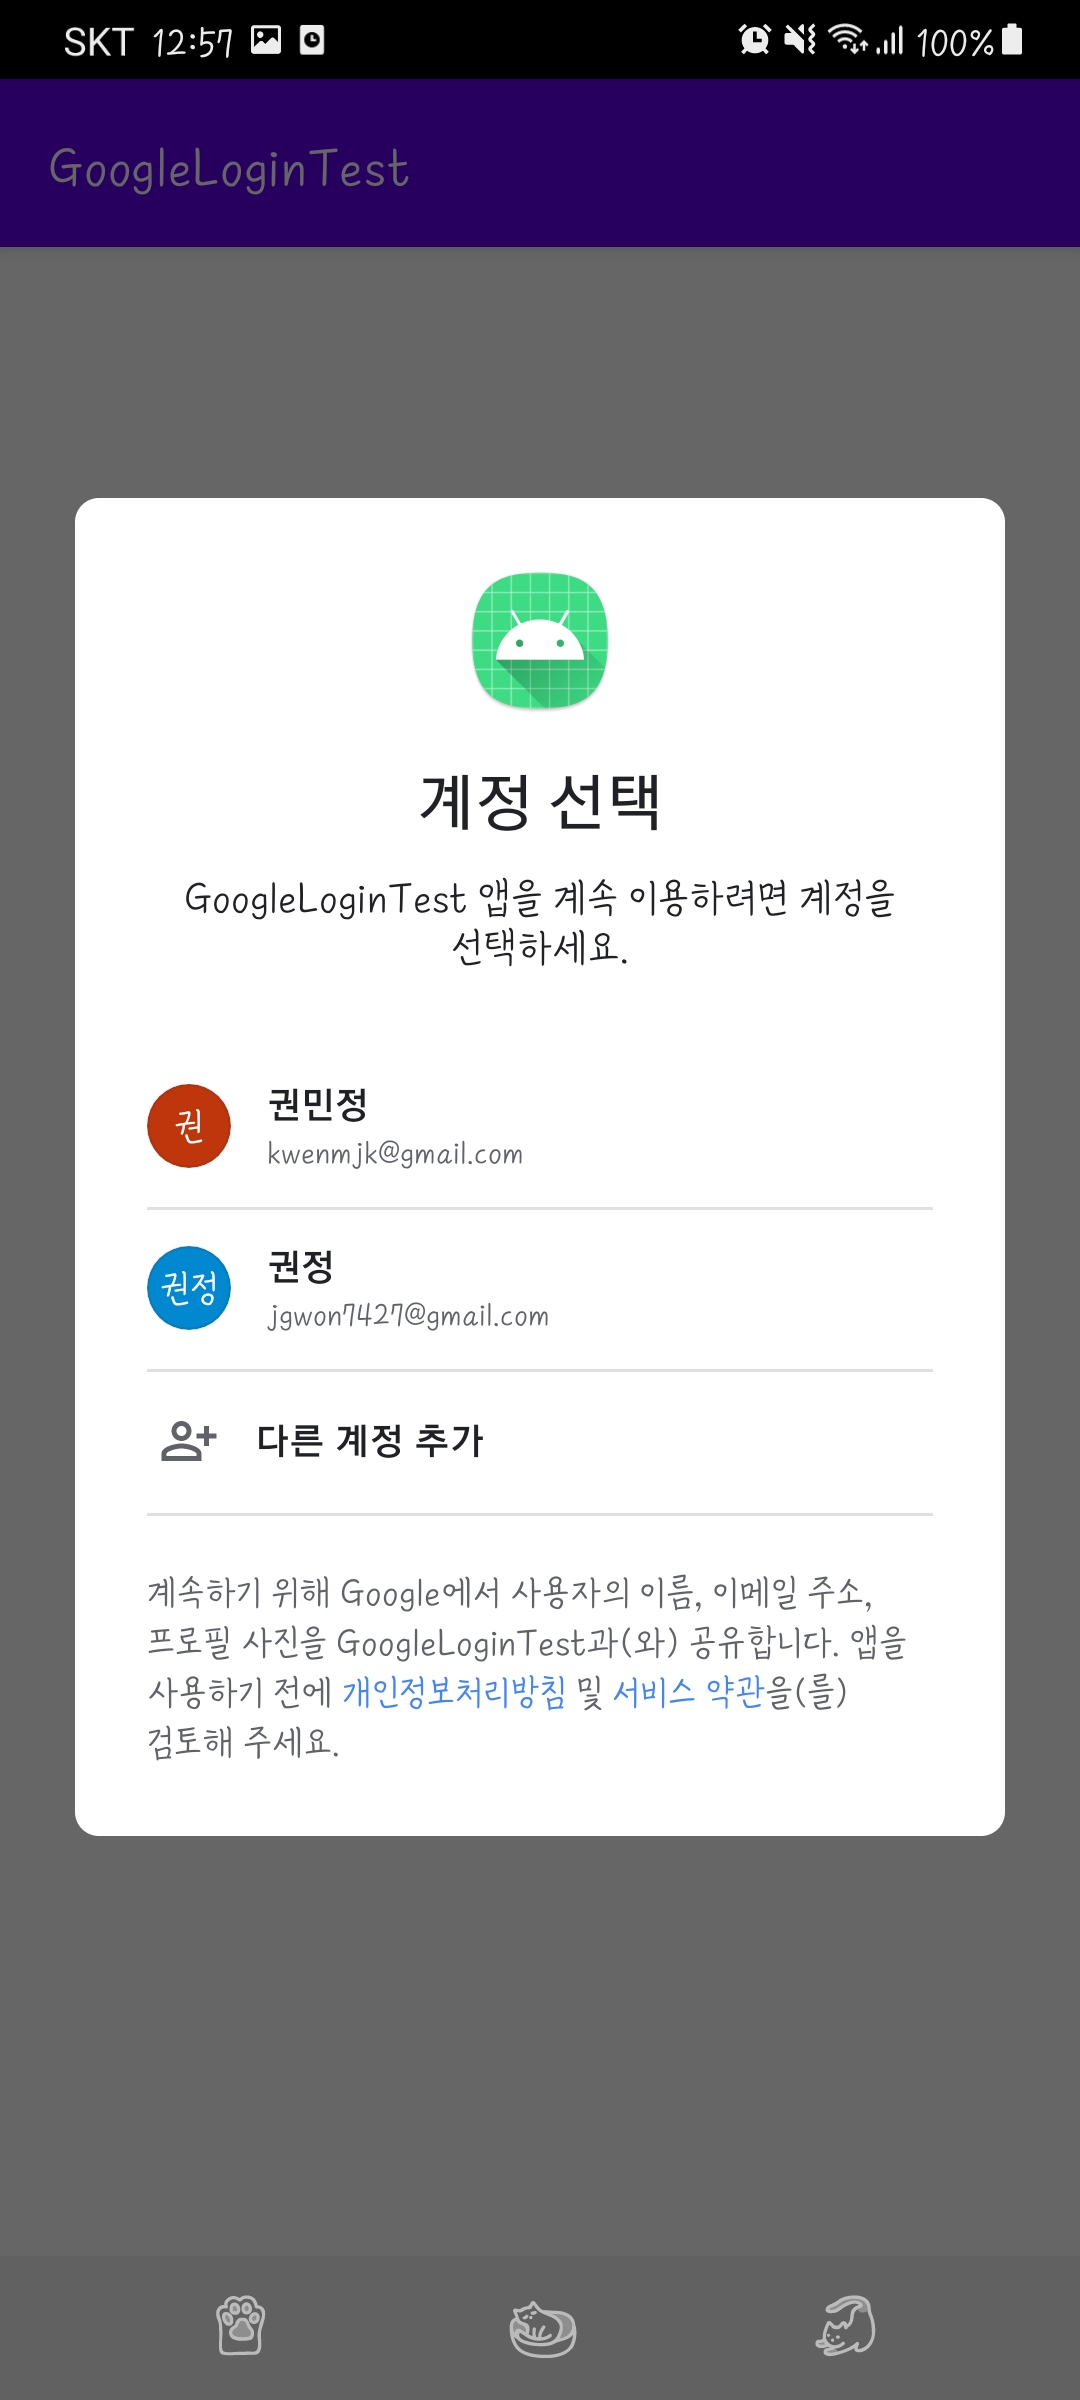 SKT 12:57 100%
GoogleLoginTest
계정 선택
GoogleLoginTest 앱을 계속 이용하려면 계정을
선택하세요.
권
권민정
kwenmjk@gmail.com
권정
권정
jgwon7427@gmail.com
다른 계정 추가
계속하기 위해 Google에서 사용자의 이름, 이메일 주소,
프로필 사진을 GoogleLoginTest과(와) 공유합니다. 앱을
사용하기 전에 개인정보처리방침 및 서비스 약관을(를)
검토해 주세요.